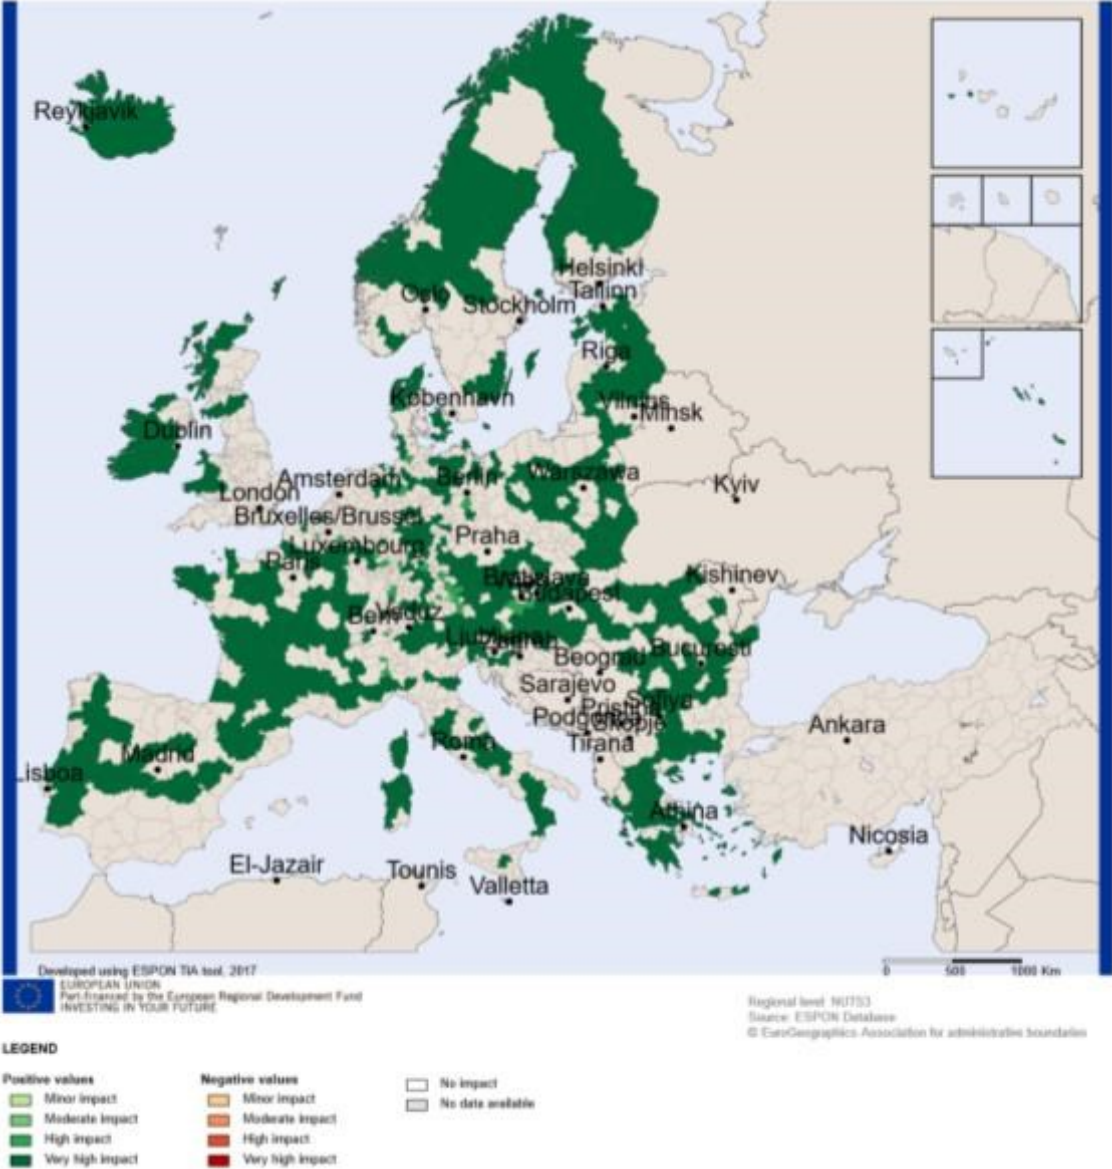 Reykjavik
Helsinki
Tallinn
Oslo
Stockholm
Riga
København
Vilnius
Minsk
Dublin
Amsterdam
Berlin
Warszawa
London
Kyiv
Bruxelles/Brussel
Praha
Luxembourg
Paris
Kishinev
Budapest
Bern
Vaduz
Bucuresti
Beograd
Sarajevo
Sofiya
Skopje
Tirana
Ankara
Roma
Madrid
Lisboa
Athina
Nicosia
El-Jazair
Tounis
Valletta
Developed using ESPON TIA tool, 2017
0 500 1000 Km
EUROPEAN UNION
Part-financed by the European Regional Development Fund
INVESTING IN YOUR FUTURE
Regional level: NUTS3
Source: ESPON Database
© EuroGeographics Association for administrative boundaries
LEGEND
Positive values
Minor impact
Moderate impact
High impact
Very high impact
Negative values
Minor impact
Moderate impact
High impact
Very high impact
No impact
No data available